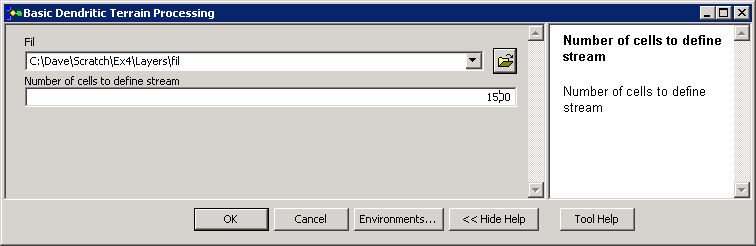 Basic Dendritic Terrain Processing
Fil
C:\Dave\Scratch\Ex4\Layers\fil
Number of cells to define stream
1500
OK
Cancel
Environments...
<< Hide Help
Tool Help
Number of cells to define
stream
Number of cells to define
stream